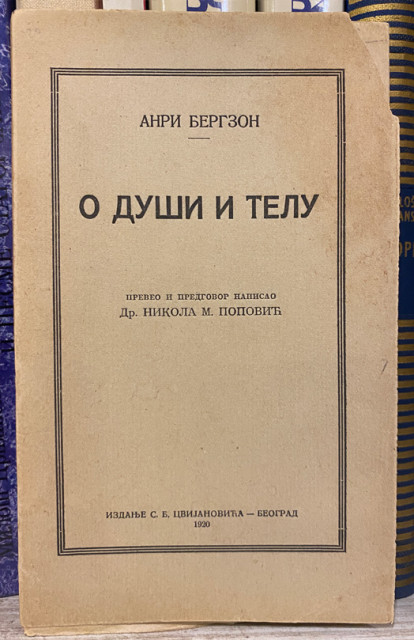 АНРИ БЕРГЗОН
О ДУШИ И ТЕЛУ
ПРЕВЕО И ПРЕДГОВОР НАПИСАО
Др. НИКОЛА М. ПОПОВИЋ
ИЗДАЊЕ С. Б. ЦВИЈАНОВИЋА — БЕОГРАД
1920